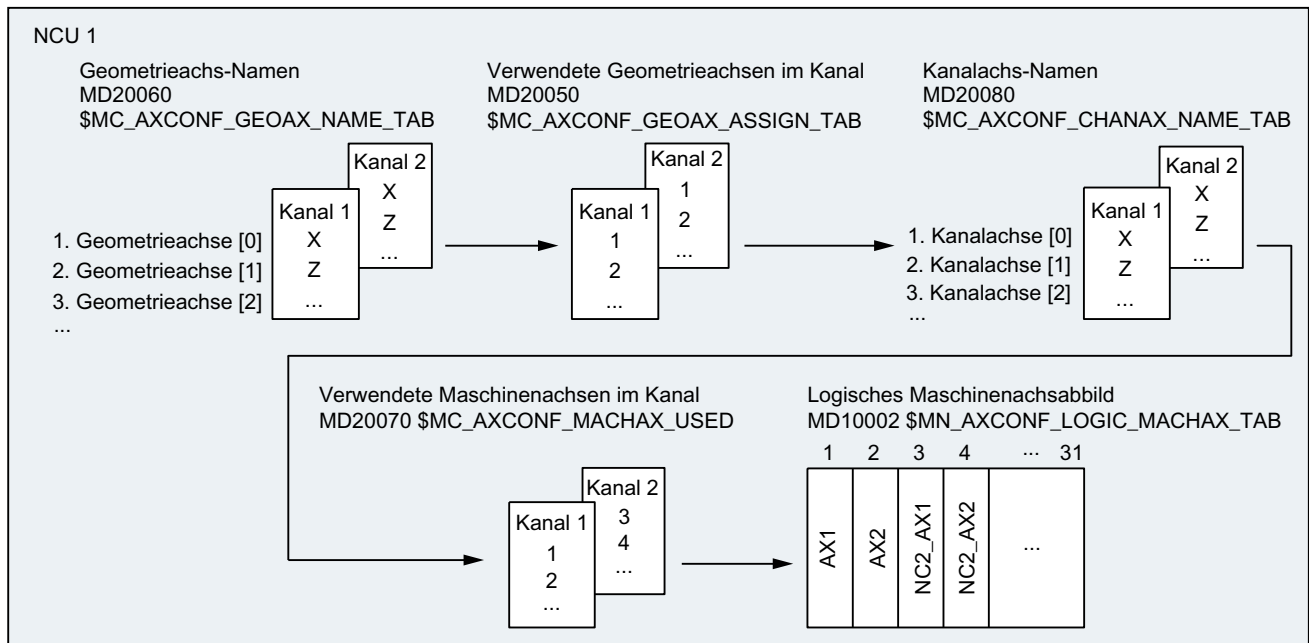 NCU 1
Geometrieachs-Namen
MD20060
$MC_AXCONF_GEOAX_NAME_TAB
Verwendete Geometrieachsen im Kanal
MD20050
$MC_AXCONF_GEOAX_ASSIGN_TAB
Kanalachs-Namen
MD20080
$MC_AXCONF_CHANAX_NAME_TAB
1. Geometrieachse [0]
2. Geometrieachse [1]
3. Geometrieachse [2]
...
Kanal 1
X
Z
...
Kanal 2
X
Z
...
Kanal 1
1
2
...
Kanal 2
1
2
...
1. Kanalachse [0]
2. Kanalachse [1]
3. Kanalachse [2]
...
Kanal 1
X
Z
...
Kanal 2
X
Z
...
Verwendete Maschinenachsen im Kanal
MD20070 $MC_AXCONF_MACHAX_USED
Kanal 1
1
2
...
Kanal 2
3
4
...
Logisches Maschinenachsabbild
MD10002 $MN_AXCONF_LOGIC_MACHAX_TAB
1 2 3 4 ... 31
AX1
AX2
NC2_AX1
NC2_AX2
...